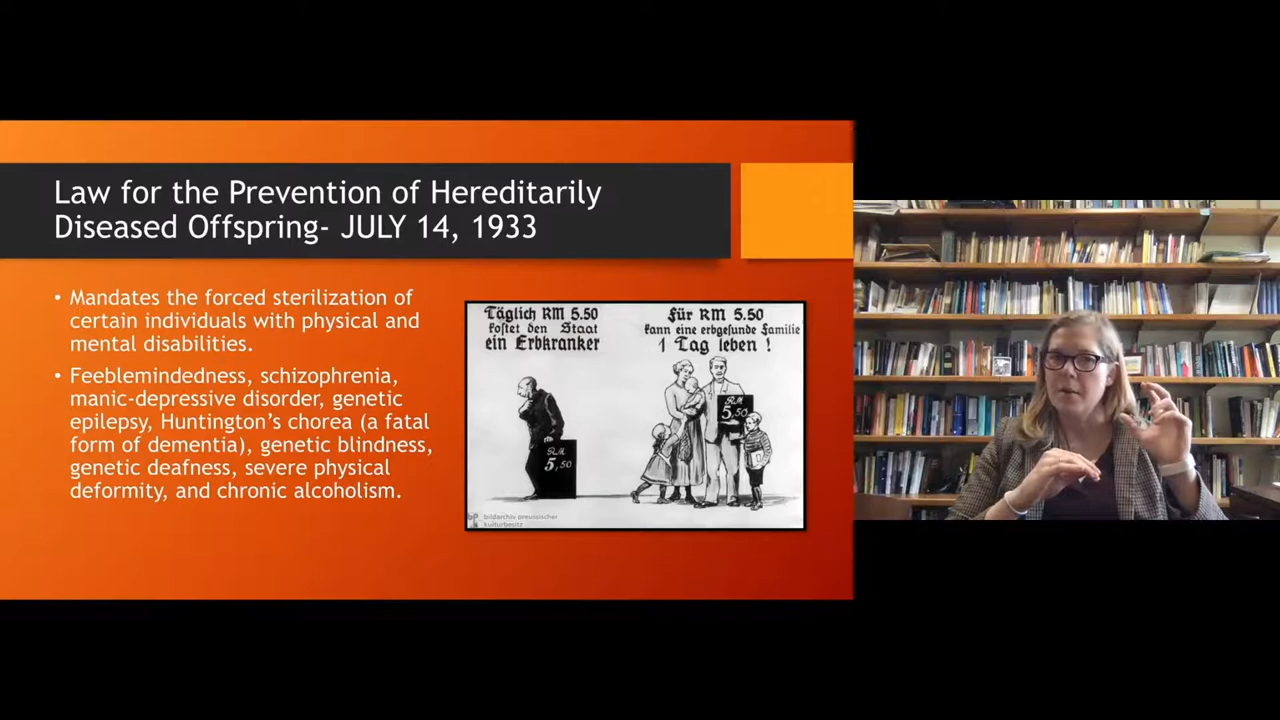 Law for the Prevention of Hereditarily
Diseased Offspring- JULY 14, 1933
• Mandates the forced sterilization of
certain individuals with physical and
mental disabilities.
• Feeblemindedness, schizophrenia,
manic-depressive disorder, genetic
epilepsy, Huntington’s chorea (a fatal
form of dementia), genetic blindness,
genetic deafness, severe physical
deformity, and chronic alcoholism.
Täglich RM 5.50
kostet den Staat
ein Erbkranker
Für RM 5.50
kann eine erbgesunde Familie
1 Tag leben !
RM
5,50
RM
5,50
bpk
bildarchiv preussischer
kulturbesitz